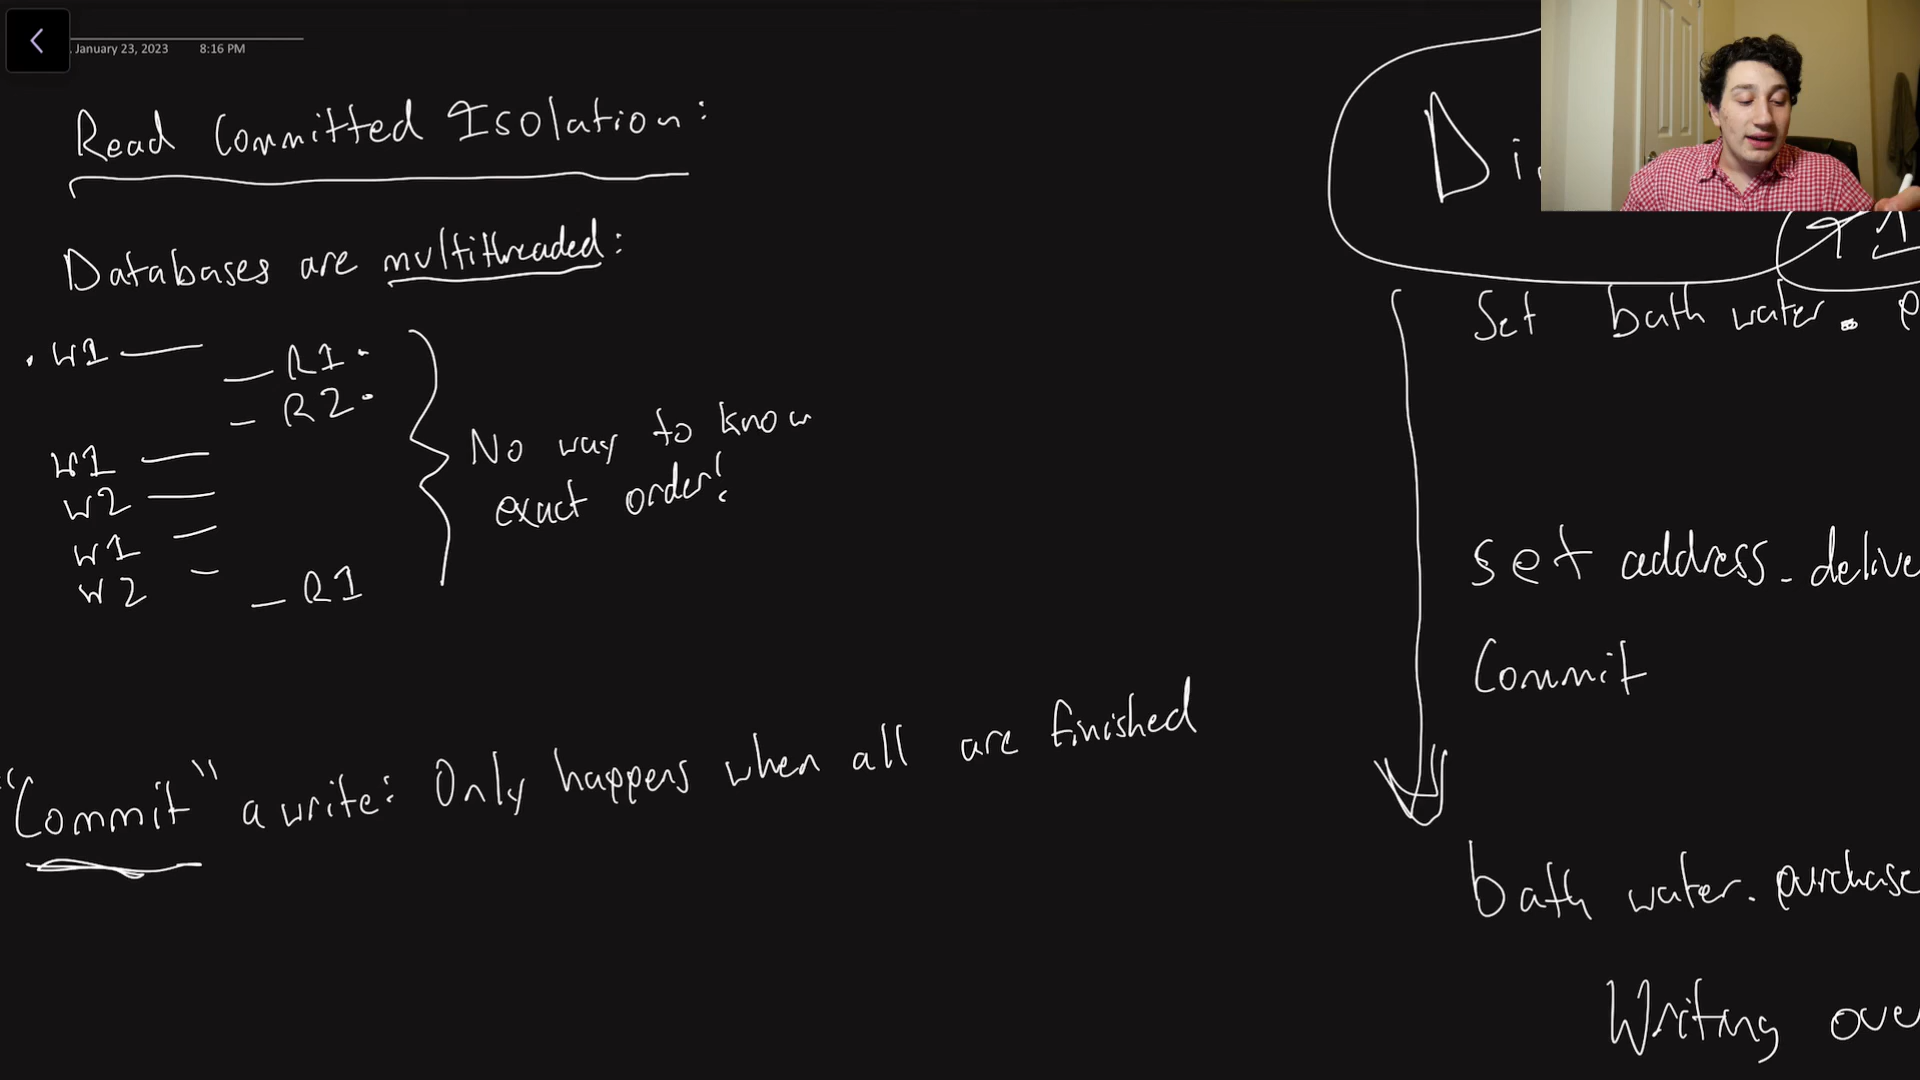 January 23, 2023 8:16 PM
Read Committed Isolation:
Databases are multithreaded:
W1
R1
R2
W1
W2
W1
W2
R1
No way to know
exact order!
"Commit" a write: Only happens when all are finished
Set bath water.
set address_
Commit
bath water.
Writing